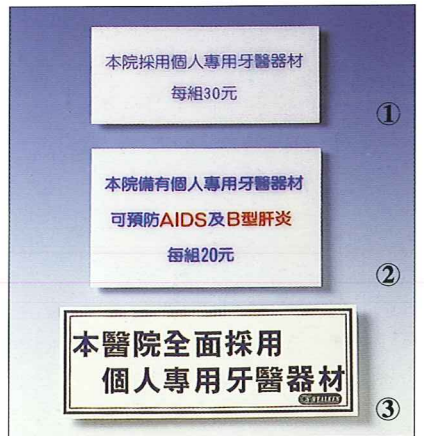 本院採用個人專用牙醫器材
每組30元
①
本院備有個人專用牙醫器材
可預防AIDS及B型肝炎
每組20元
②
本醫院全面採用
個人專用牙醫器材
③